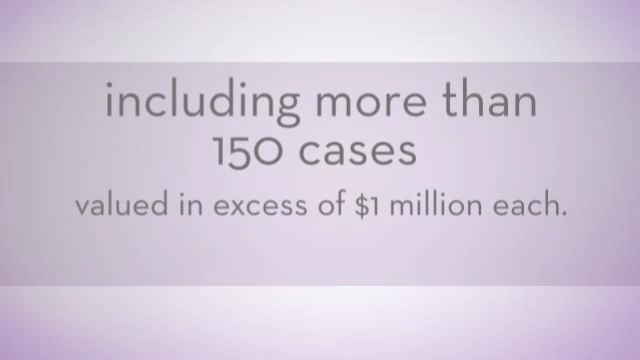 including more than
150 cases
valued in excess of $1 million each.